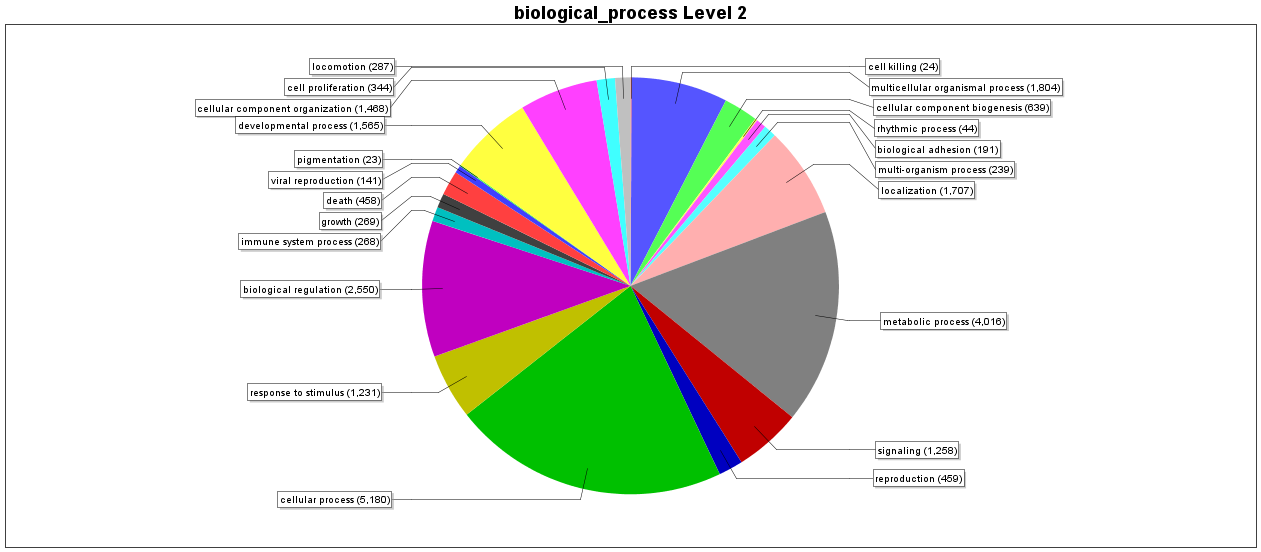 biological_process Level 2
locomotion (287)
cell proliferation (344)
cellular component organization (1,468)
developmental process (1,565)
pigmentation (23)
viral reproduction (141)
death (458)
growth (269)
immune system process (268)
biological regulation (2,550)
response to stimulus (1,231)
cellular process (5,180)
cell killing (24)
multicellular organismal process (1,804)
cellular component biogenesis (639)
rhythmic process (44)
biological adhesion (191)
multi-organism process (239)
localization (1,707)
metabolic process (4,016)
signaling (1,258)
reproduction (459)